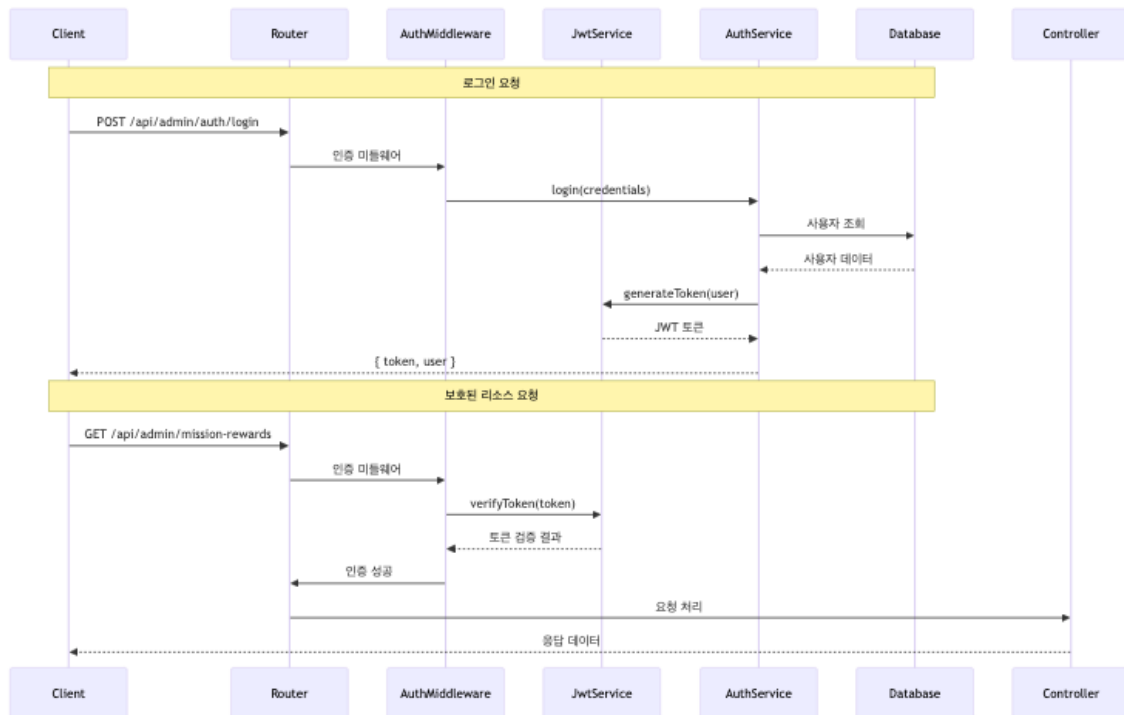 Client Router AuthMiddleware JwtService AuthService Database Controller
로그인 요청
POST /api/admin/auth/login
인증 미들웨어
login(credentials)
사용자 조회
사용자 데이터
generateToken(user)
JWT 토큰
{ token, user }
보호된 리소스 요청
GET /api/admin/mission-rewards
인증 미들웨어
verifyToken(token)
토큰 검증 결과
인증 성공
요청 처리
응답 데이터
Client Router AuthMiddleware JwtService AuthService Database Controller